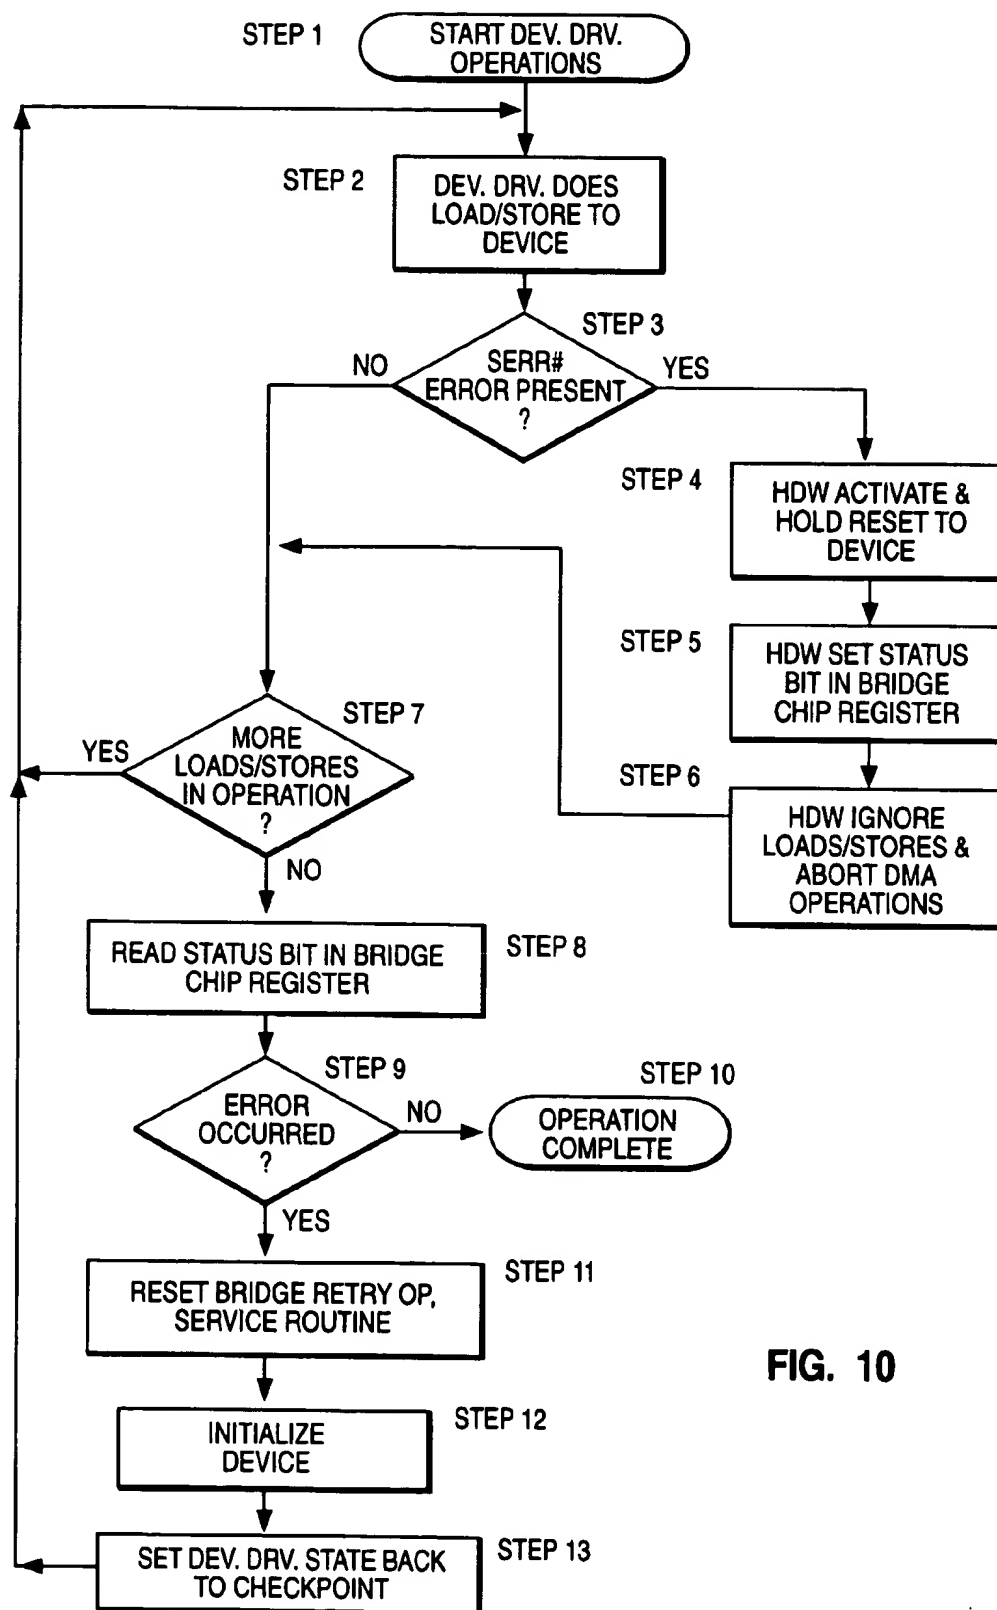 STEP 1
START DEV. DRV.
OPERATIONS
STEP 2
DEV. DRV. DOES
LOAD/STORE TO
DEVICE
STEP 3
SERR#
ERROR PRESENT
?
NO
YES
STEP 4
HDW ACTIVATE &
HOLD RESET TO
DEVICE
STEP 5
HDW SET STATUS
BIT IN BRIDGE
CHIP REGISTER
STEP 6
HDW IGNORE
LOADS/STORES &
ABORT DMA
OPERATIONS
STEP 7
MORE
LOADS/STORES
IN OPERATION
?
YES
NO
STEP 8
READ STATUS BIT IN BRIDGE
CHIP REGISTER
STEP 9
ERROR
OCCURRED
?
NO
STEP 10
OPERATION
COMPLETE
YES
STEP 11
RESET BRIDGE RETRY OP,
SERVICE ROUTINE
STEP 12
INITIALIZE
DEVICE
STEP 13
SET DEV. DRV. STATE BACK
TO CHECKPOINT
FIG. 10